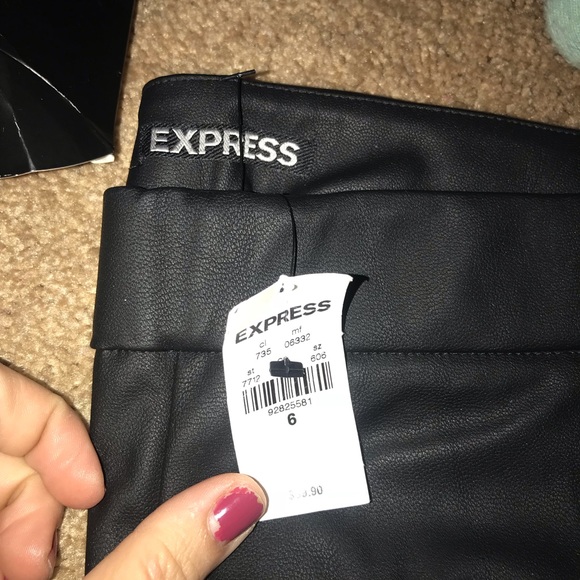 EXPRESS
EXPRESS
cl mf
735 06332
st sz
7712 606
92825581
6